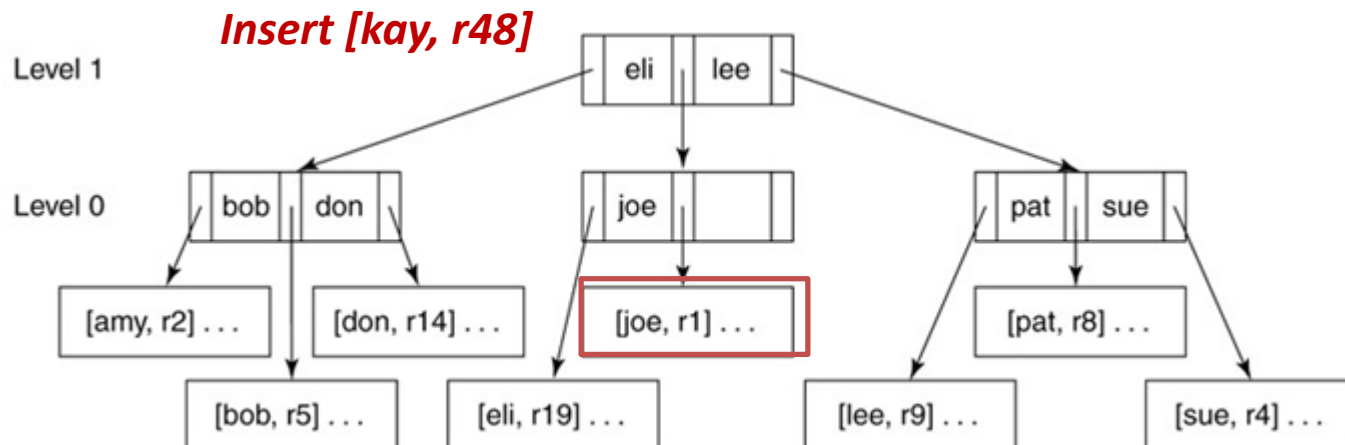 Insert [kay, r48]
Level 1
eli lee
Level 0
bob don
joe
pat sue
[amy, r2] . . .
[don, r14] . . .
[joe, r1] . . .
[pat, r8] . . .
[bob, r5] . . .
[eli, r19] . . .
[lee, r9] . . .
[sue, r4] . . .